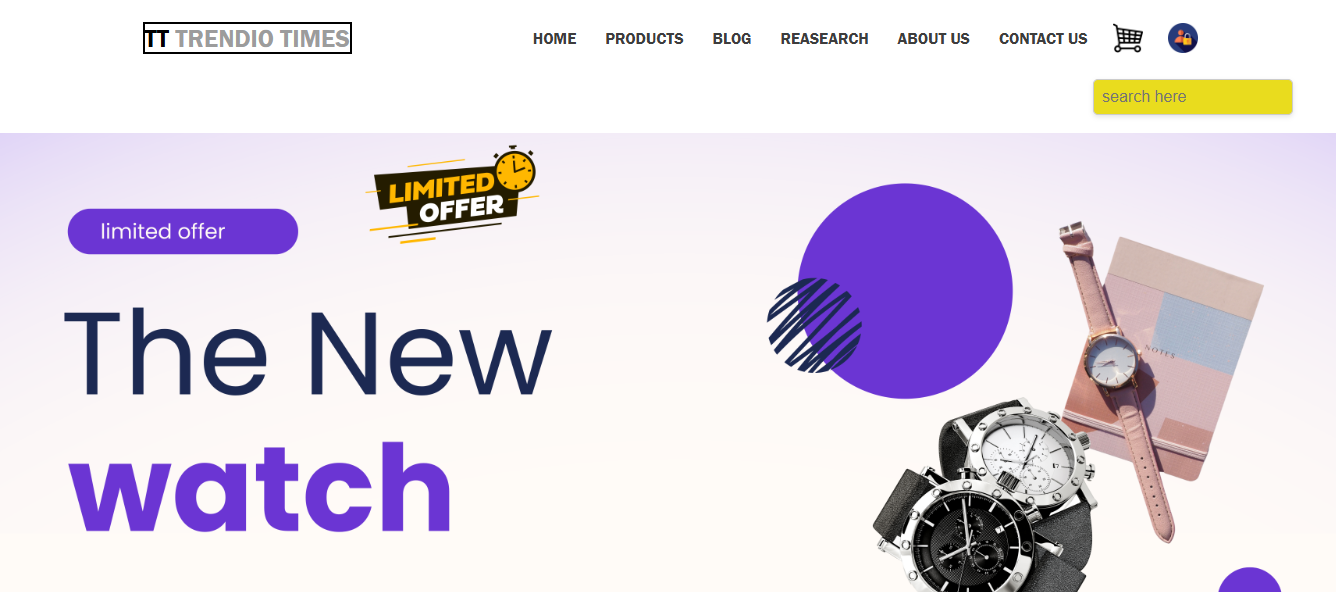 TT TRENDIO TIMES
HOME PRODUCTS BLOG REASEARCH ABOUT US CONTACT US
search here
LIMITED
OFFER
limited offer
The New
watch
NOTES